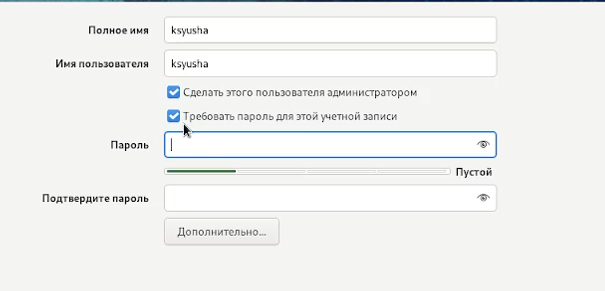 Полное имя ksyusha
Имя пользователя ksyusha
Сделать этого пользователя администратором
Требовать пароль для этой учетной записи
Пароль
Пустой
Подтвердите пароль
Дополнительно...